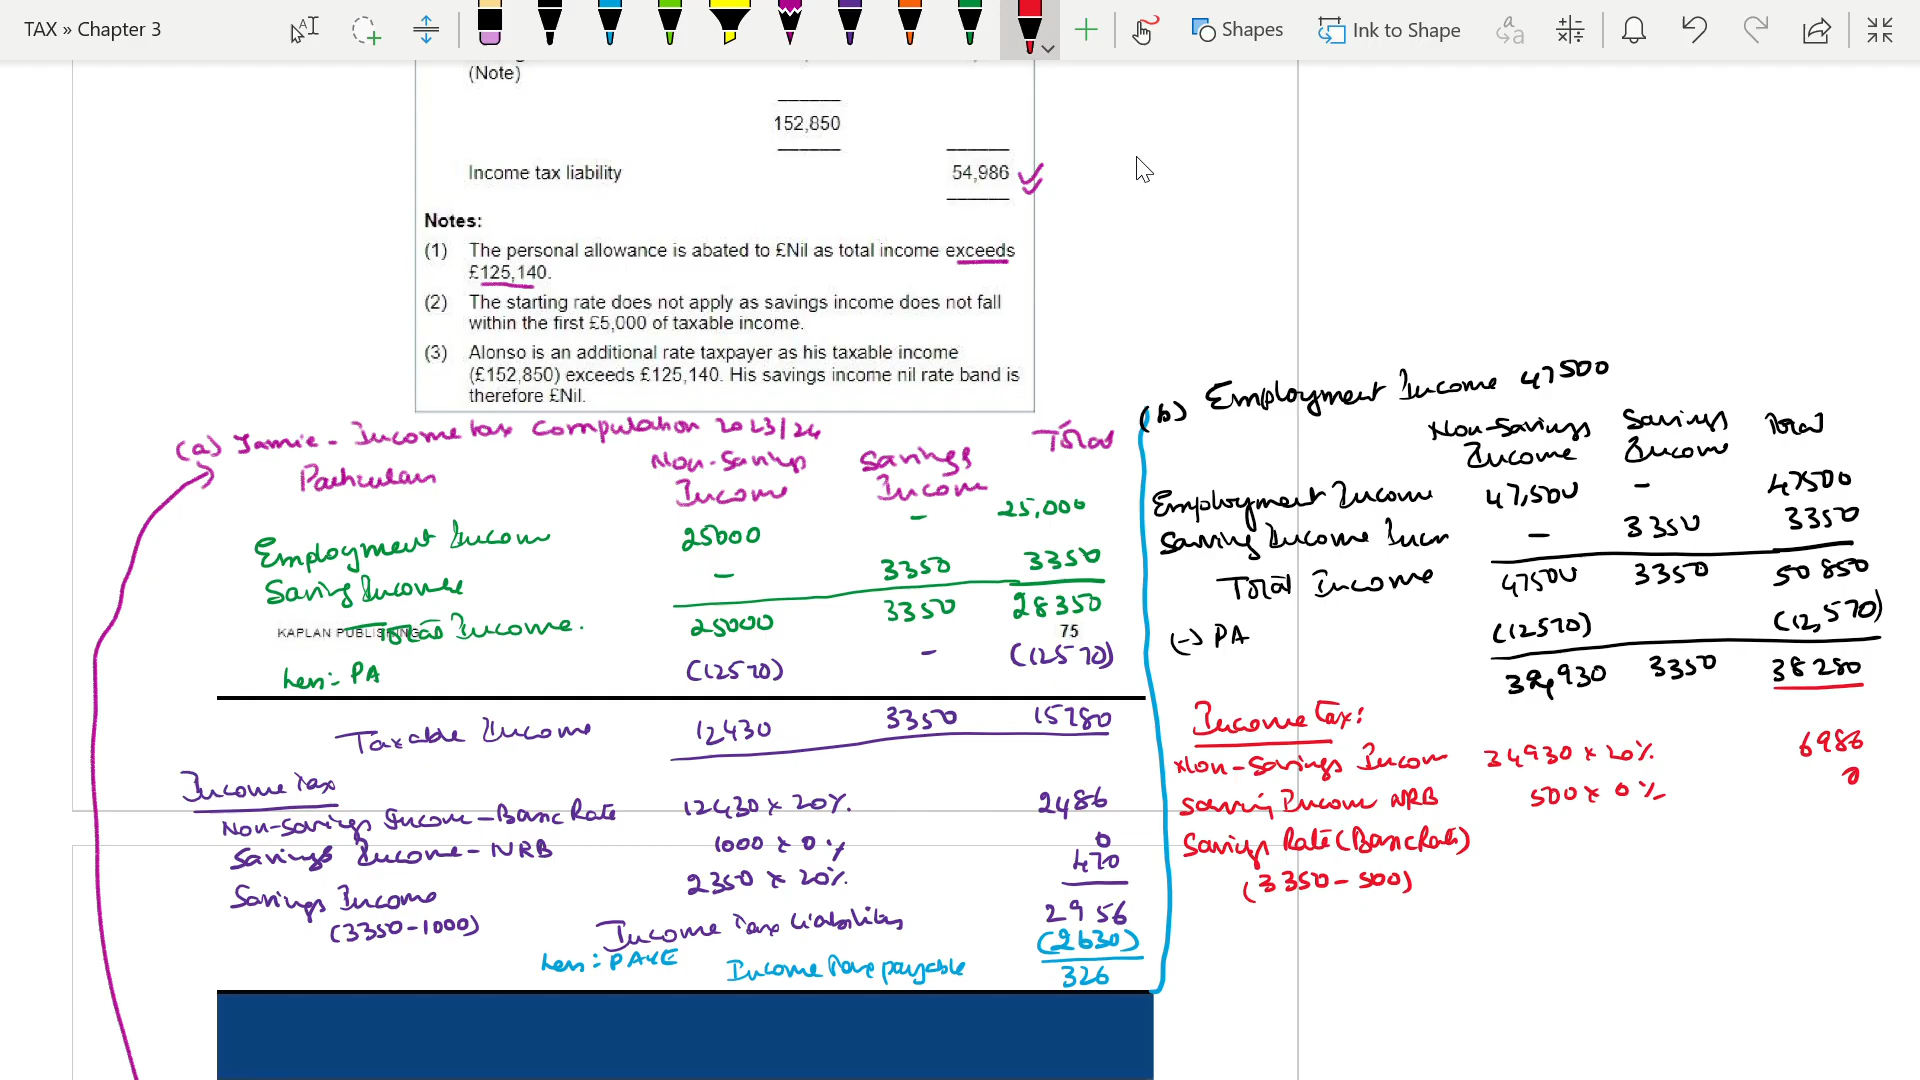 TAX » Chapter 3
Shapes
Ink to Shape
(Note)
152,850
Income tax liability 54,986
Notes:
(1) The personal allowance is abated to £Nil as total income exceeds
£125,140.
(2) The starting rate does not apply as savings income does not fall
within the first £5,000 of taxable income.
(3) Alonso is an additional rate taxpayer as his taxable income
(£152,850) exceeds £125,140. His savings income nil rate band is
therefore £Nil.
(a) Jamie - Income tax Computation 2023/24
Particulars Non-Savings Income Savings Income Total
Employment Income 25000 - 25,000
Saving Income - 3350 3350
Total Income. 25000 3350 28350
KAPLAN PUBLISHING 75
Less:- PA (12570) - (12570)
Taxable Income 12430 3350 15780
Income Tax
Non-Savings Income - Basic Rate 12430 x 20% 2486
Savings Income - NRB 1000 x 0% 0
Savings Income 2350 x 20% 470
(3350-1000)
Income Tax Liabilities 2956
Less: PAYE (2630)
Income Tax payable 326
(b) Employment Income 47500
Non-Savings Income Savings Income Total
Employment Income 47,500 - 47500
Saving Income - 3350 3350
Total Income 47500 3350 50850
(-) PA (12570) (12,570)
34,930 3350 38280
Income Tax:
Non-Savings Income 34930 x 20% 6986
Saving Income NRB 500 x 0% 0
Savings Rate (Basic Rate)
(3350 - 500)